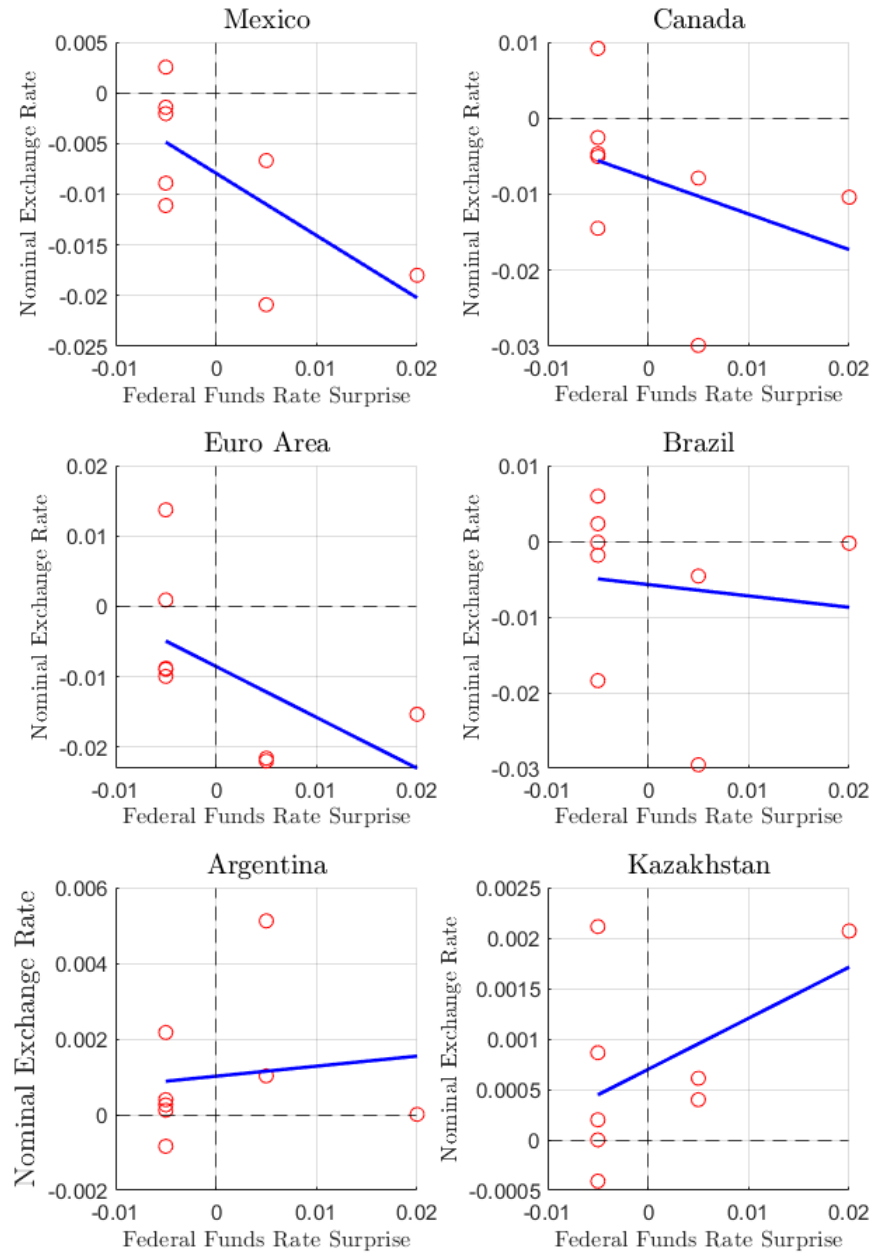 Mexico
0.005
0
-0.005
-0.01
-0.015
-0.02
-0.025
-0.01 0 0.01 0.02
Nominal Exchange Rate
Federal Funds Rate Surprise
Canada
0.01
0
-0.01
-0.02
-0.03
-0.01 0 0.01 0.02
Nominal Exchange Rate
Federal Funds Rate Surprise
Euro Area
0.02
0.01
0
-0.01
-0.02
-0.01 0 0.01 0.02
Nominal Exchange Rate
Federal Funds Rate Surprise
Brazil
0.01
0
-0.01
-0.02
-0.03
-0.01 0 0.01 0.02
Nominal Exchange Rate
Federal Funds Rate Surprise
Argentina
0.006
0.004
0.002
0
-0.002
-0.01 0 0.01 0.02
Nominal Exchange Rate
Federal Funds Rate Surprise
Kazakhstan
0.0025
0.002
0.0015
0.001
0.0005
0
-0.0005
-0.01 0 0.01 0.02
Nominal Exchange Rate
Federal Funds Rate Surprise